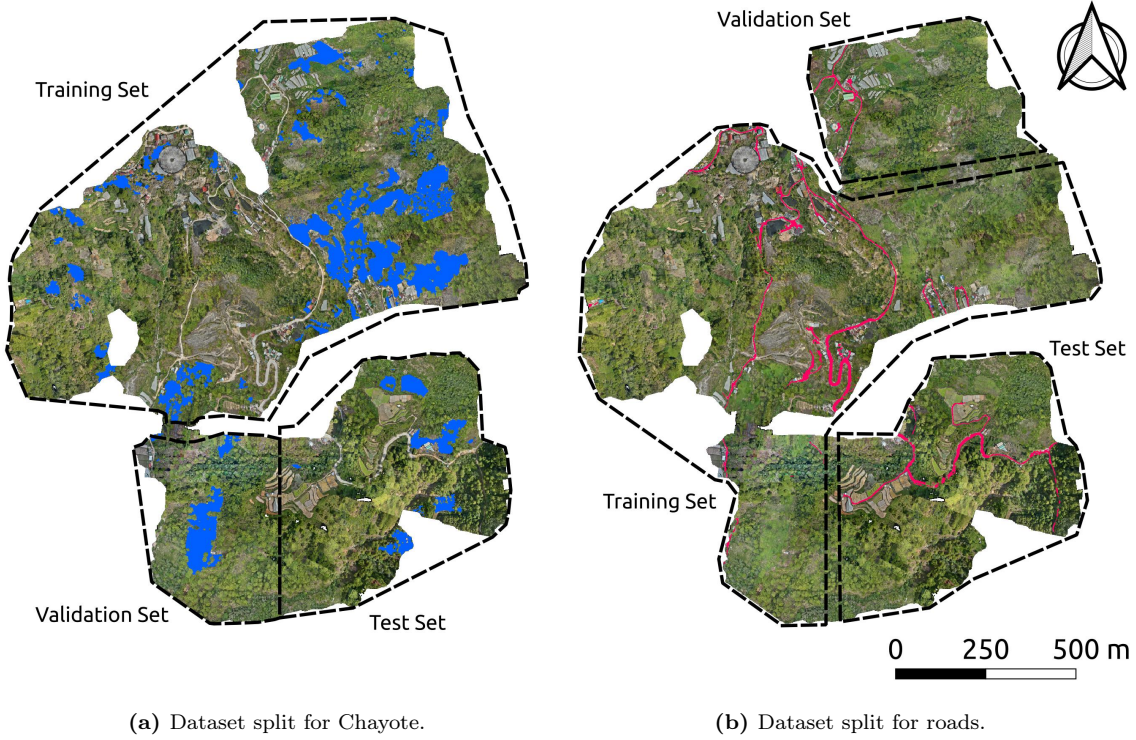 Validation Set
Training Set
Test Set
Training Set
Validation Set
Test Set
0 250 500 m
(a) Dataset split for Chayote.
(b) Dataset split for roads.